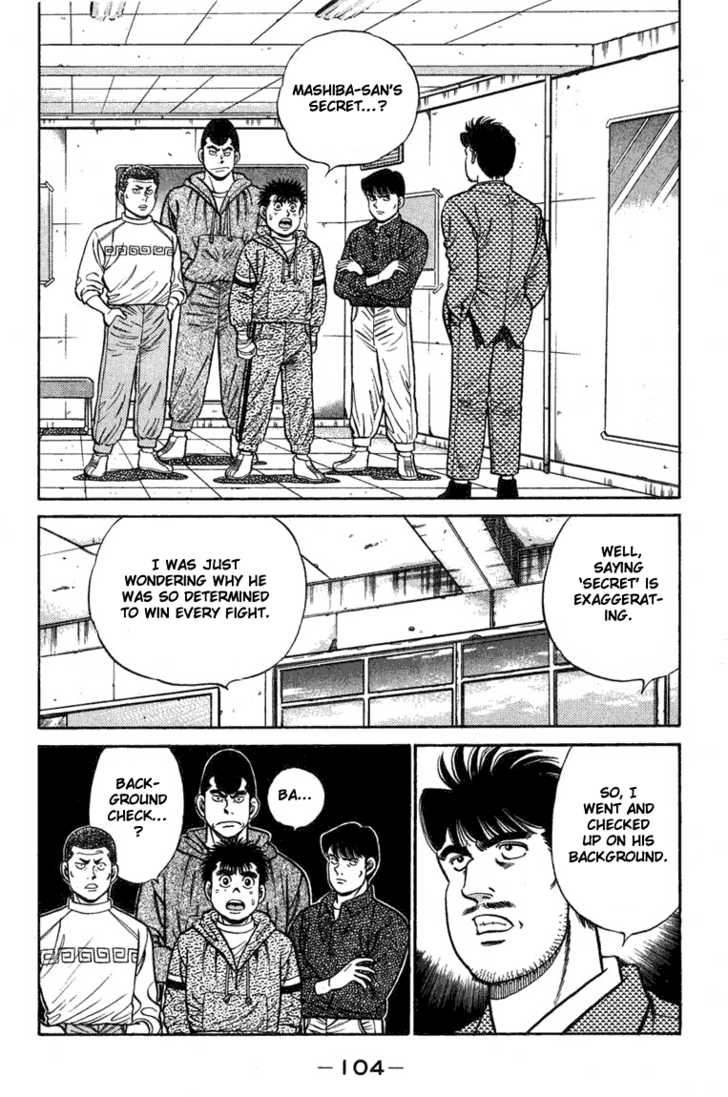 MASHIBA-SAN'S
SECRET...?
WELL,
SAYING
'SECRET' IS
EXAGGERAT-
ING.
I WAS JUST
WONDERING WHY HE
WAS SO DETERMINED
TO WIN EVERY FIGHT.
SO, I
WENT AND
CHECKED
UP ON HIS
BACKGROUND.
BA...
BACK-
GROUND
CHECK...
?
-104-